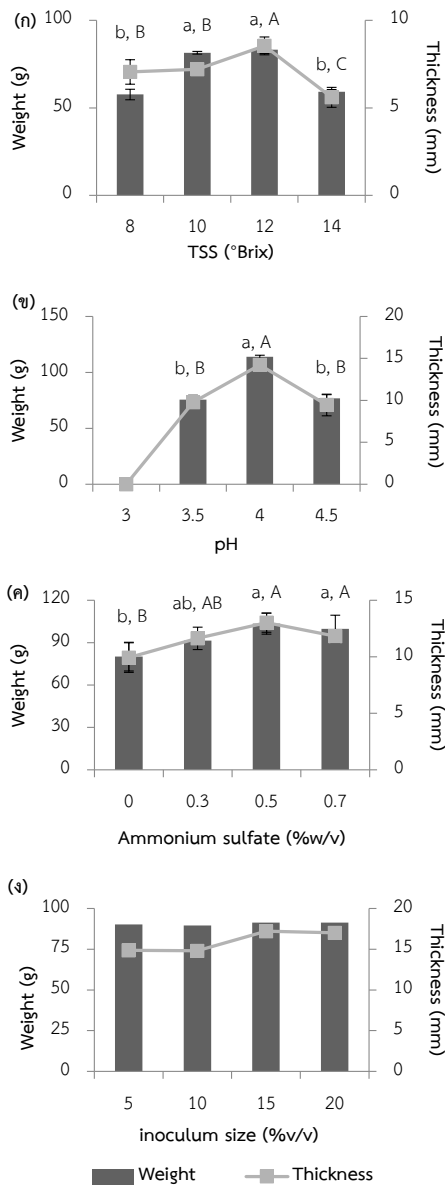 (ก)
b, B a, B a, A b, C
Weight (g)
100
50
0
Thickness (mm)
10
5
0
8 10 12 14
TSS (°Brix)
(ข)
b, B a, A b, B
Weight (g)
150
100
50
0
Thickness (mm)
20
15
10
5
0
3 3.5 4 4.5
pH
(ค)
b, B ab, AB a, A a, A
Weight (g)
120
90
60
30
0
Thickness (mm)
15
10
5
0
0 0.3 0.5 0.7
Ammonium sulfate (%w/v)
(ง)
Weight (g)
100
75
50
25
0
Thickness (mm)
20
15
10
5
0
5 10 15 20
inoculum size (%v/v)
Weight Thickness